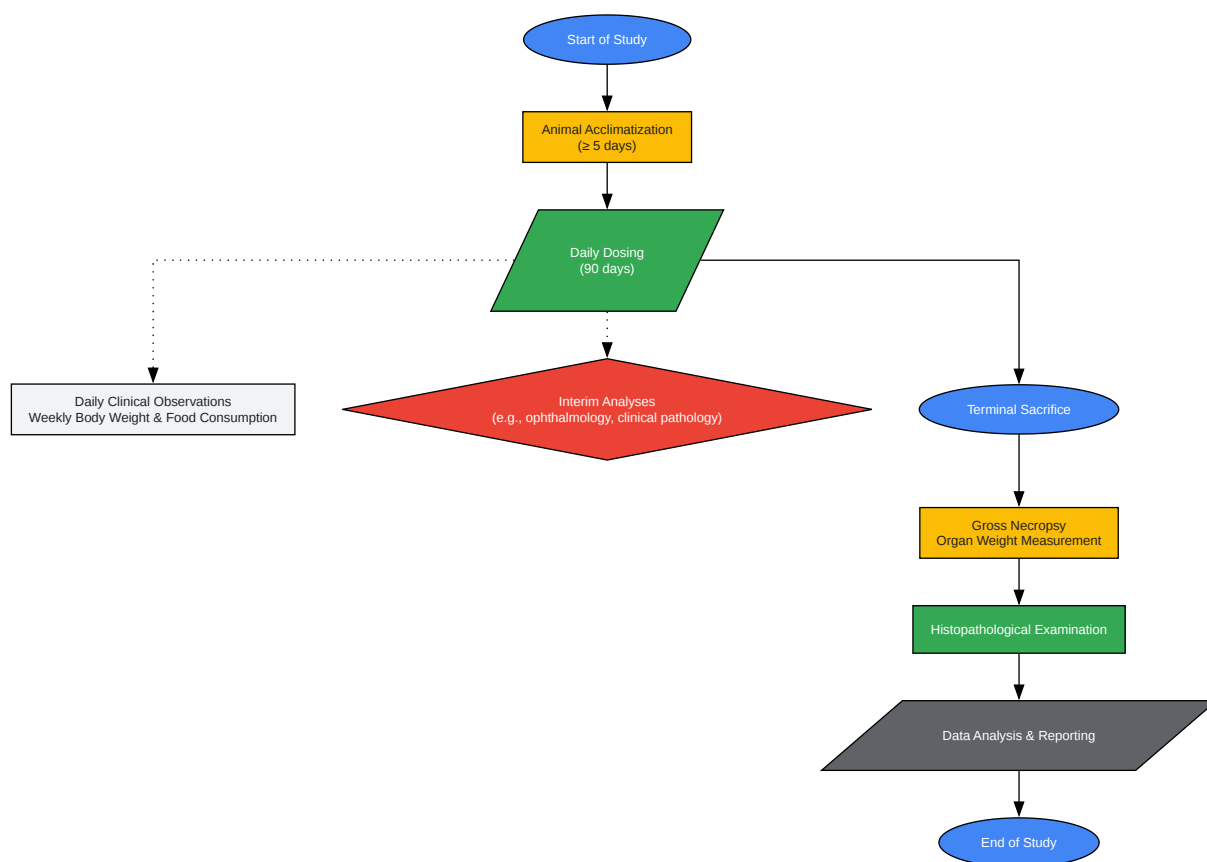 Start of Study
Animal Acclimatization
(≥ 5 days)
Daily Dosing
(90 days)
Daily Clinical Observations
Weekly Body Weight & Food Consumption
Interim Analyses
(e.g., ophthalmology, clinical pathology)
Terminal Sacrifice
Gross Necropsy
Organ Weight Measurement
Histopathological Examination
Data Analysis & Reporting
End of Study